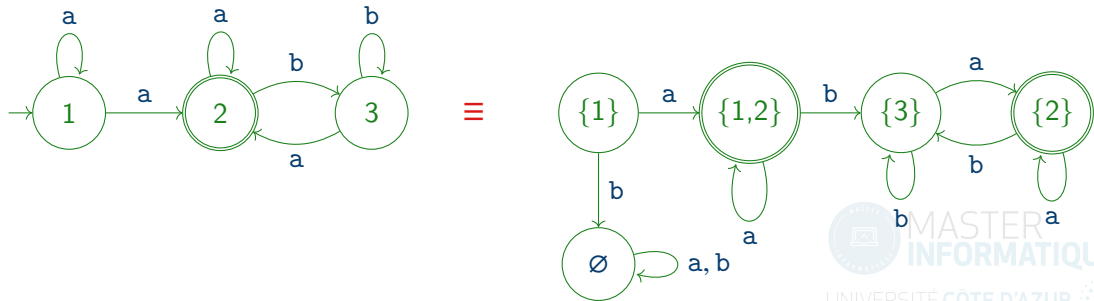 a a b
b a
a b
1 2 3 ≡ {1} {1,2} {3} {2}
a
b
b a
b
a
∅ a, b
MASTER
INFORMATIQU
UNIVERSITÉ CÔTE D'AZUR